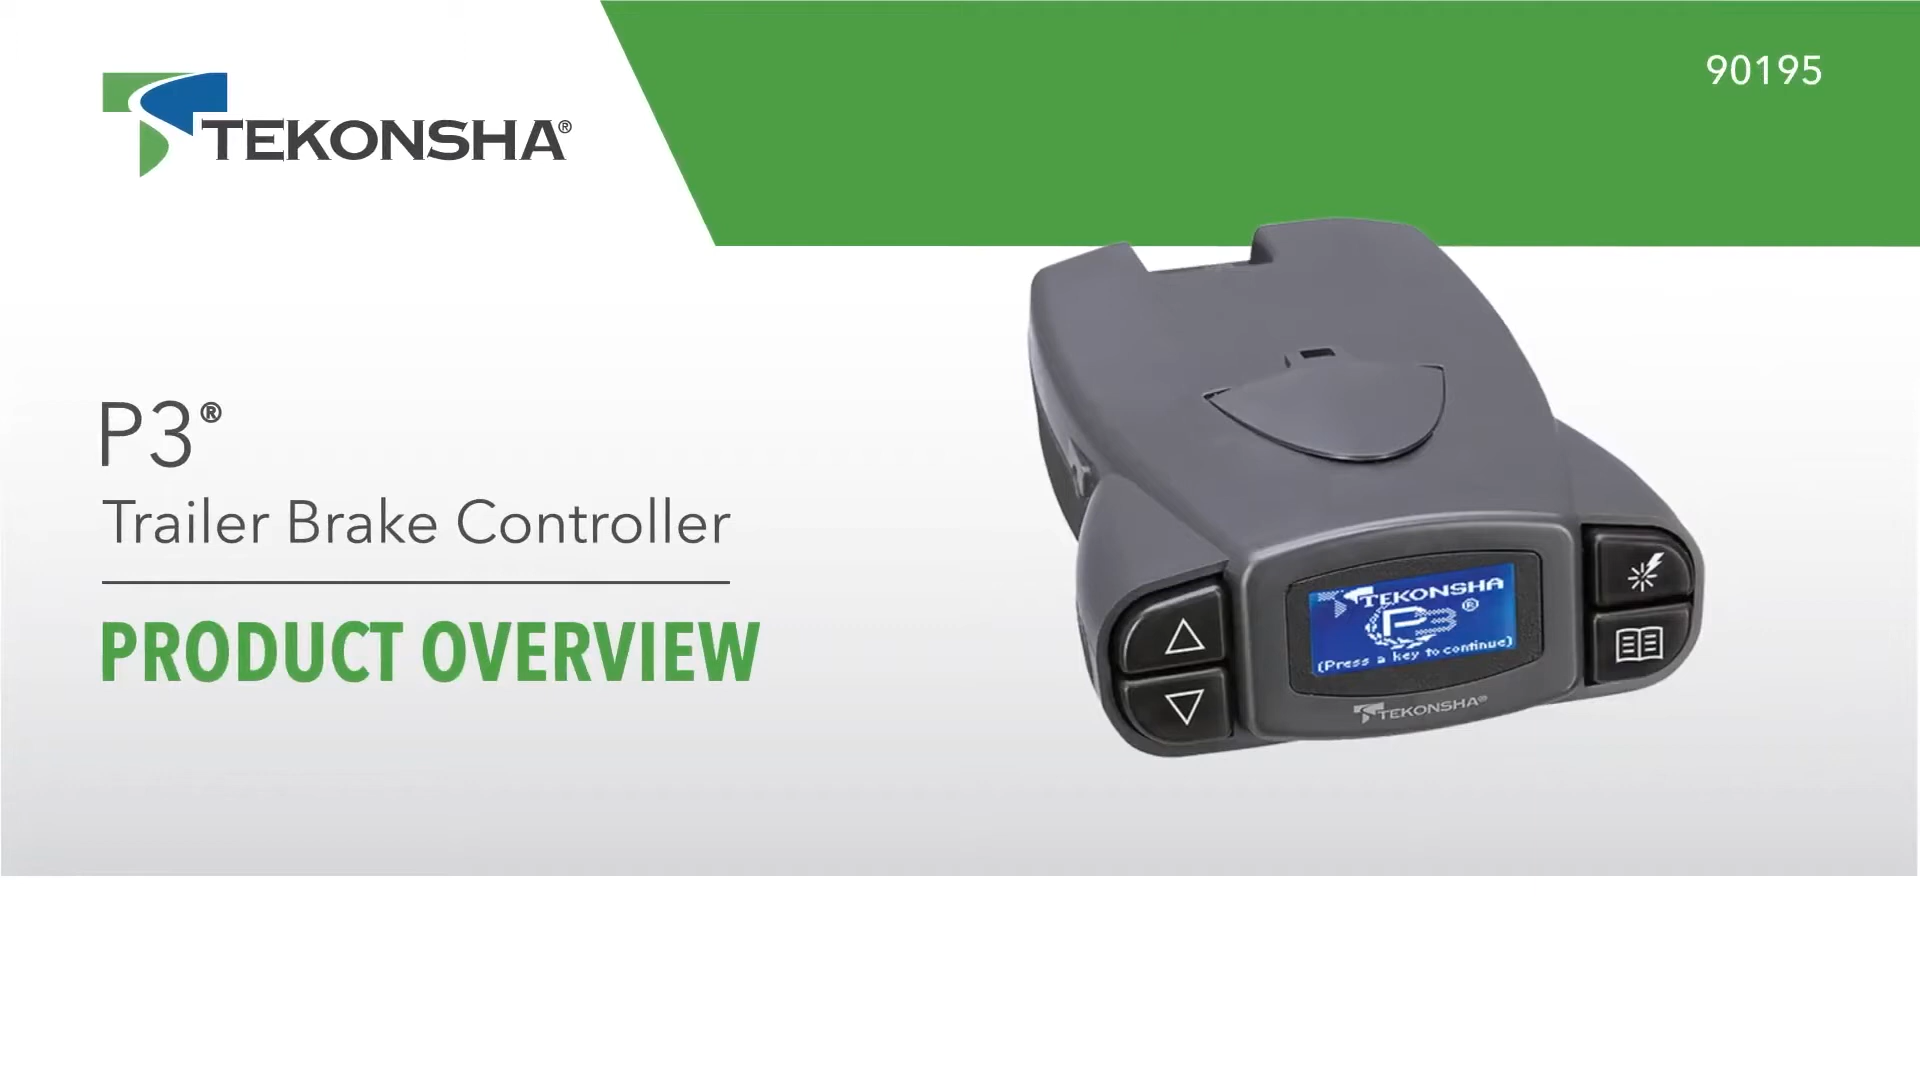 TEKONSHA®
90195
P3®
Trailer Brake Controller
PRODUCT OVERVIEW
TEKONSHA
P3®
(Press a key to continue)
TEKONSHA®